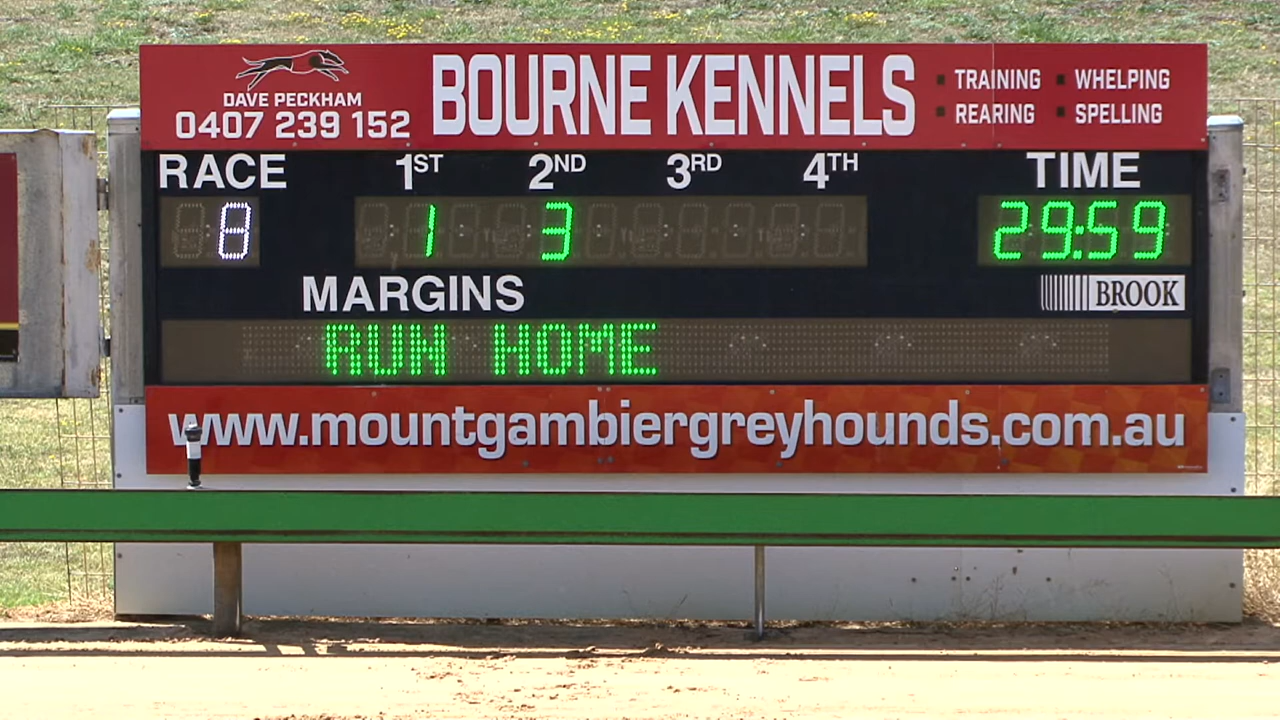 DAVE PECKHAM
0407 239 152
BOURNE KENNELS
TRAINING WHELPING
REARING SPELLING
RACE 1ST 2ND 3RD 4TH TIME
8 1 3 29:59
MARGINS
BROOK
RUN HOME
www.mountgambiergreyhounds.com.au